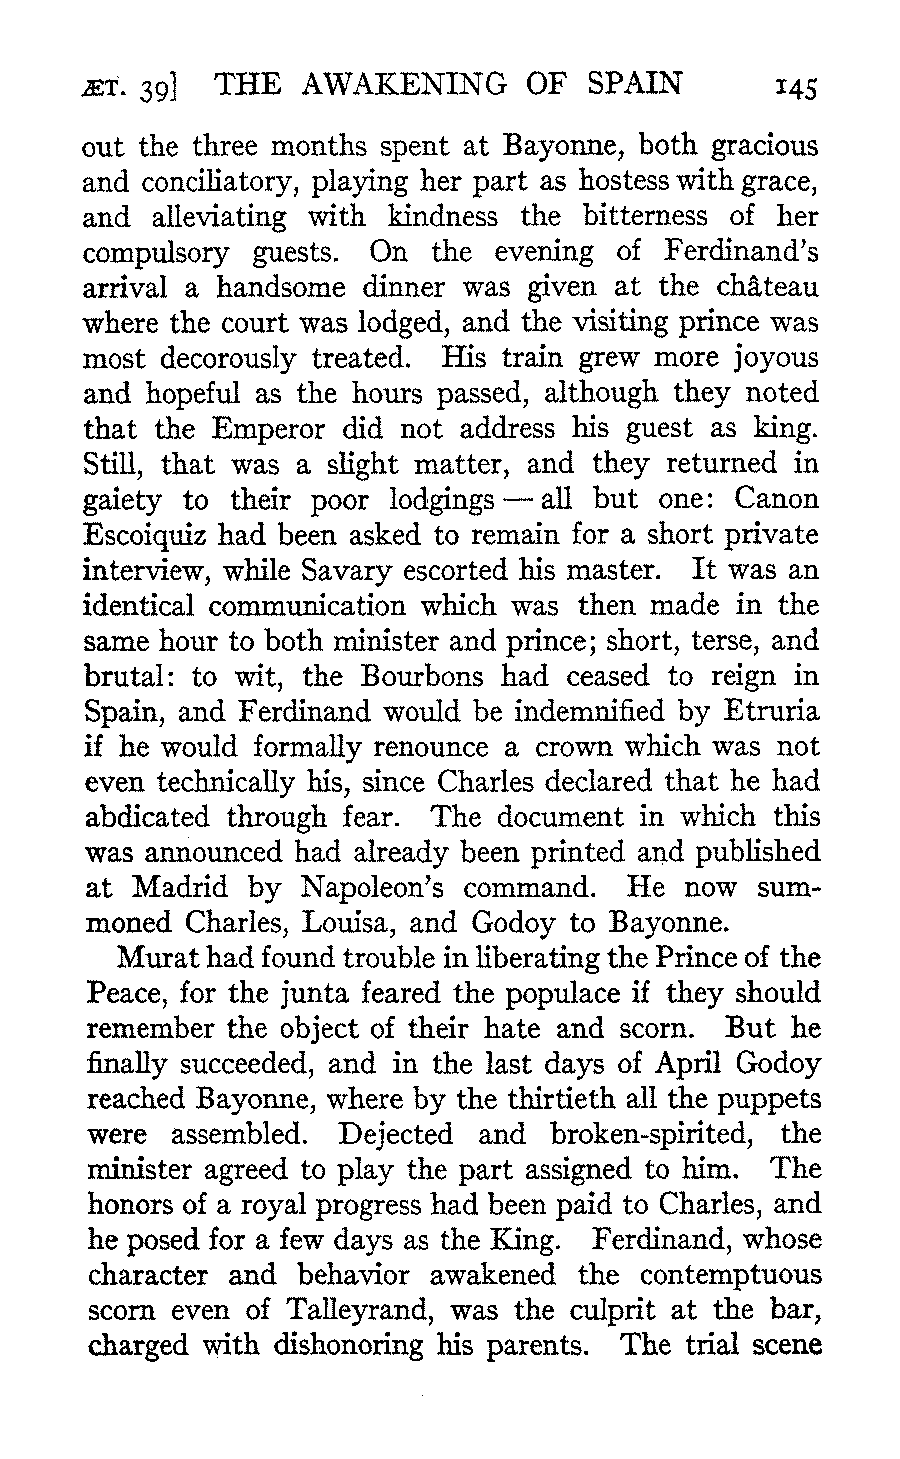 ÆT. 39] THE AWAKENING OF SPAIN 145
out the three months spent at Bayonne, both gracious
and conciliatory, playing her part as hostess with grace,
and alleviating with kindness the bitterness of her
compulsory guests. On the evening of Ferdinand's
arrival a handsome dinner was given at the château
where the court was lodged, and the visiting prince was
most decorously treated. His train grew more joyous
and hopeful as the hours passed, although they noted
that the Emperor did not address his guest as king.
Still, that was a slight matter, and they returned in
gaiety to their poor lodgings — all but one: Canon
Escoiquiz had been asked to remain for a short private
interview, while Savary escorted his master. It was an
identical communication which was then made in the
same hour to both minister and prince; short, terse, and
brutal: to wit, the Bourbons had ceased to reign in
Spain, and Ferdinand would be indemnified by Etruria
if he would formally renounce a crown which was not
even technically his, since Charles declared that he had
abdicated through fear. The document in which this
was announced had already been printed and published
at Madrid by Napoleon's command. He now sum-
moned Charles, Louisa, and Godoy to Bayonne.
Murat had found trouble in liberating the Prince of the
Peace, for the junta feared the populace if they should
remember the object of their hate and scorn. But he
finally succeeded, and in the last days of April Godoy
reached Bayonne, where by the thirtieth all the puppets
were assembled. Dejected and broken-spirited, the
minister agreed to play the part assigned to him. The
honors of a royal progress had been paid to Charles, and
he posed for a few days as the King. Ferdinand, whose
character and behavior awakened the contemptuous
scorn even of Talleyrand, was the culprit at the bar,
charged with dishonoring his parents. The trial scene